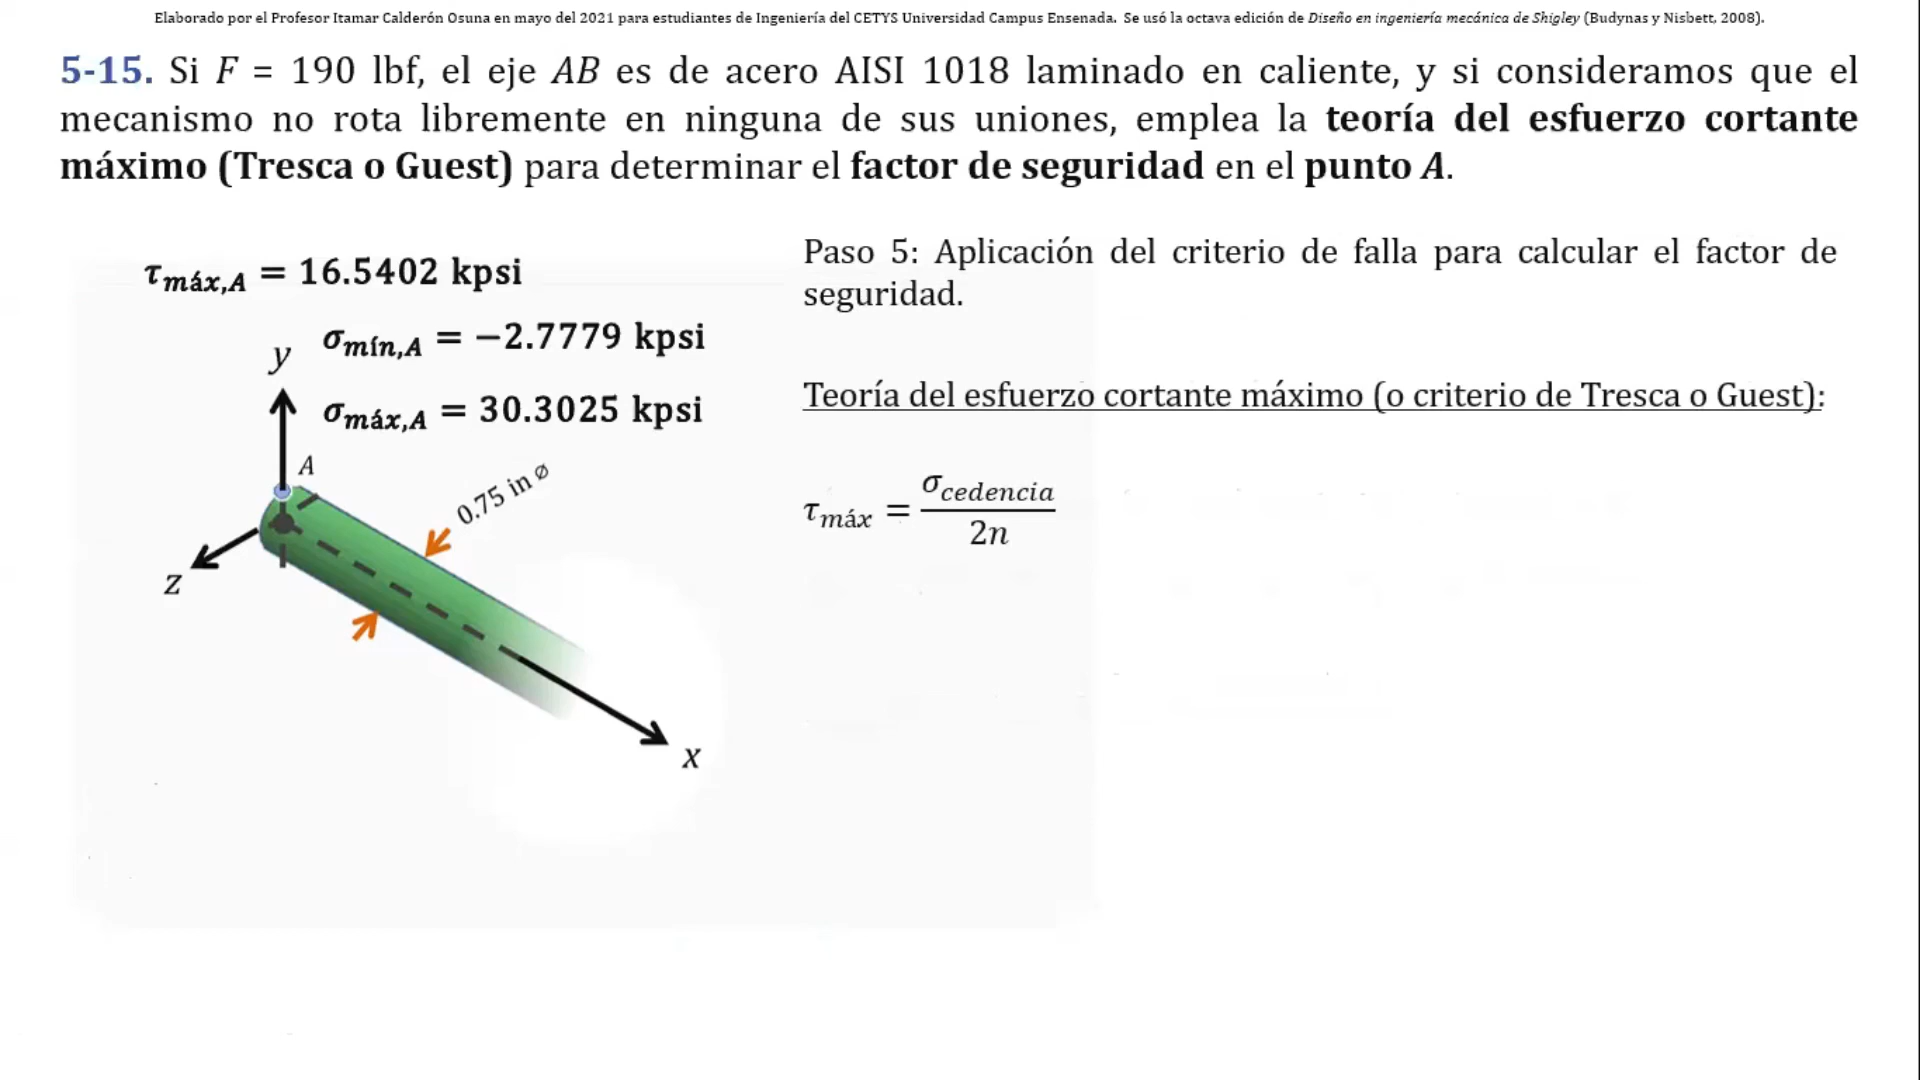 Elaborado por el Profesor Itamar Calderón Osuna en mayo del 2021 para estudiantes de Ingeniería del CETYS Universidad Campus Ensenada. Se usó la octava edición de Diseño en ingeniería mecánica de Shigley (Budynas y Nisbett, 2008).
5-15. Si F = 190 lbf, el eje AB es de acero AISI 1018 laminado en caliente, y si consideramos que el
mecanismo no rota libremente en ninguna de sus uniones, emplea la teoría del esfuerzo cortante
máximo (Tresca o Guest) para determinar el factor de seguridad en el punto A.
τmáx,A = 16.5402 kpsi
σmín,A = −2.7779 kpsi
σmáx,A = 30.3025 kpsi
y
A
0.75 in ⌀
z
x
Paso 5: Aplicación del criterio de falla para calcular el factor de
seguridad.
Teoría del esfuerzo cortante máximo (o criterio de Tresca o Guest):
τmáx = σcedencia / 2n